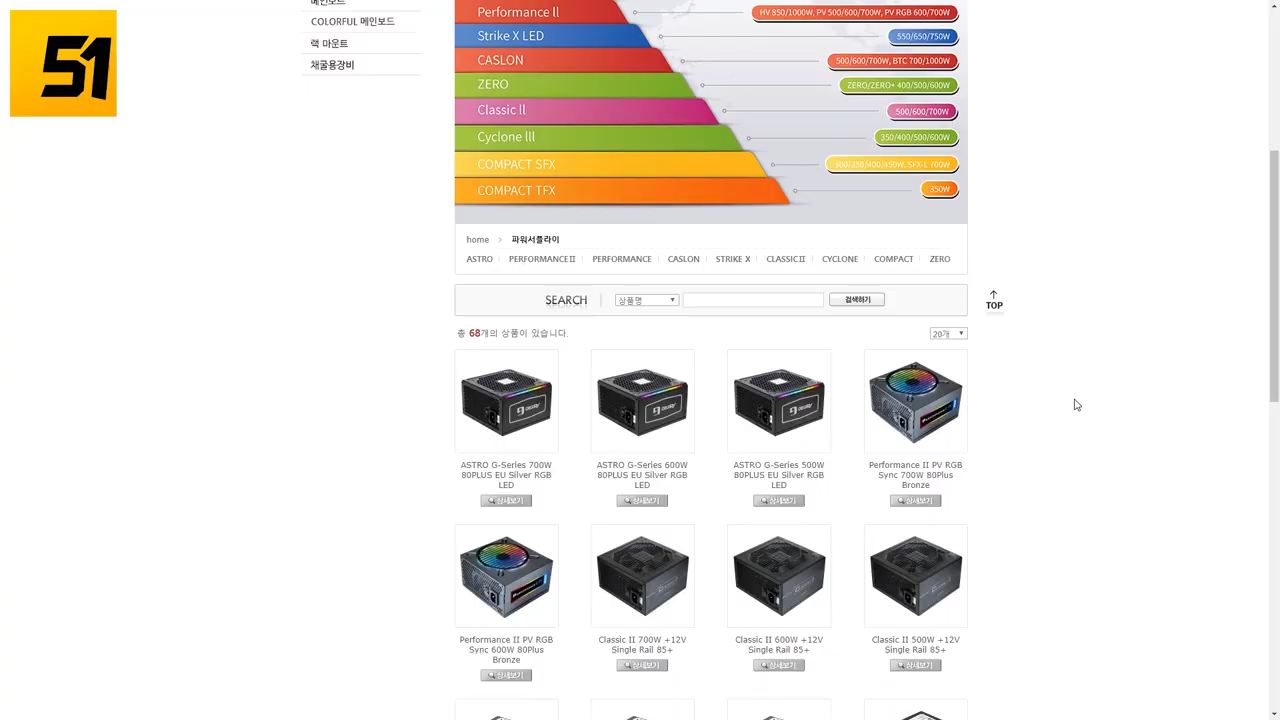 51
메인보드
COLORFUL 메인보드
랙 마운트
채굴용장비
Performance ll
HV 850/1000W, PV 500/600/700W, PV RGB 600/700W
Strike X LED
550/650/750W
CASLON
500/600/700W, BTC 700/1000W
ZERO
ZERO/ZERO+ 400/500/600W
Classic ll
500/600/700W
Cyclone lll
350/400/500/600W
COMPACT SFX
300/350/400/450W, SFX-L 700W
COMPACT TFX
350W
home > 파워서플라이
ASTRO
PERFORMANCEⅡ
PERFORMANCE
CASLON
STRIKE X
CLASSICⅡ
CYCLONE
COMPACT
ZERO
SEARCH
상품명
검색하기
TOP
총 68개의 상품이 있습니다.
20개
ASTRO G-Series 700W
80PLUS EU Silver RGB
LED
상세보기
ASTRO G-Series 600W
80PLUS EU Silver RGB
LED
상세보기
ASTRO G-Series 500W
80PLUS EU Silver RGB
LED
상세보기
Performance II PV RGB
Sync 700W 80Plus
Bronze
상세보기
Performance II PV RGB
Sync 600W 80Plus
Bronze
상세보기
Classic II 700W +12V
Single Rail 85+
상세보기
Classic II 600W +12V
Single Rail 85+
상세보기
Classic II 500W +12V
Single Rail 85+
상세보기